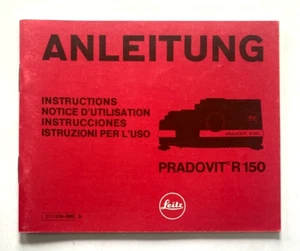 ANLEITUNG
INSTRUCTIONS
NOTICE D'UTILISATION
INSTRUCCIONES
ISTRUZIONI PER L'USO
PRADOVIT R 150
Leitz